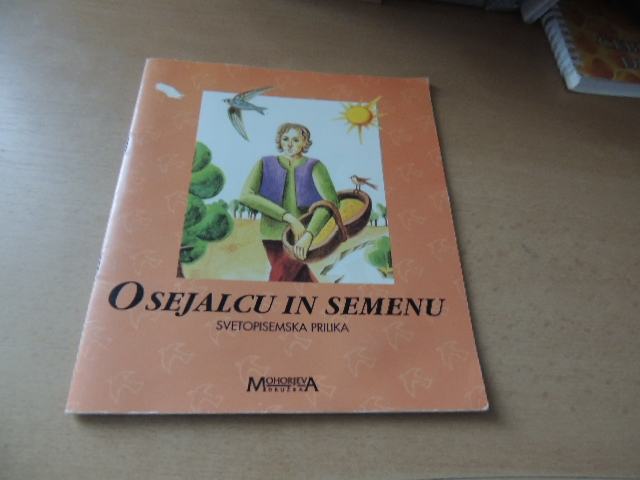 O SEJALCU IN SEMENU
SVETOPISEMSKA PRILIKA
MOHORJEVA
DRUŽBA